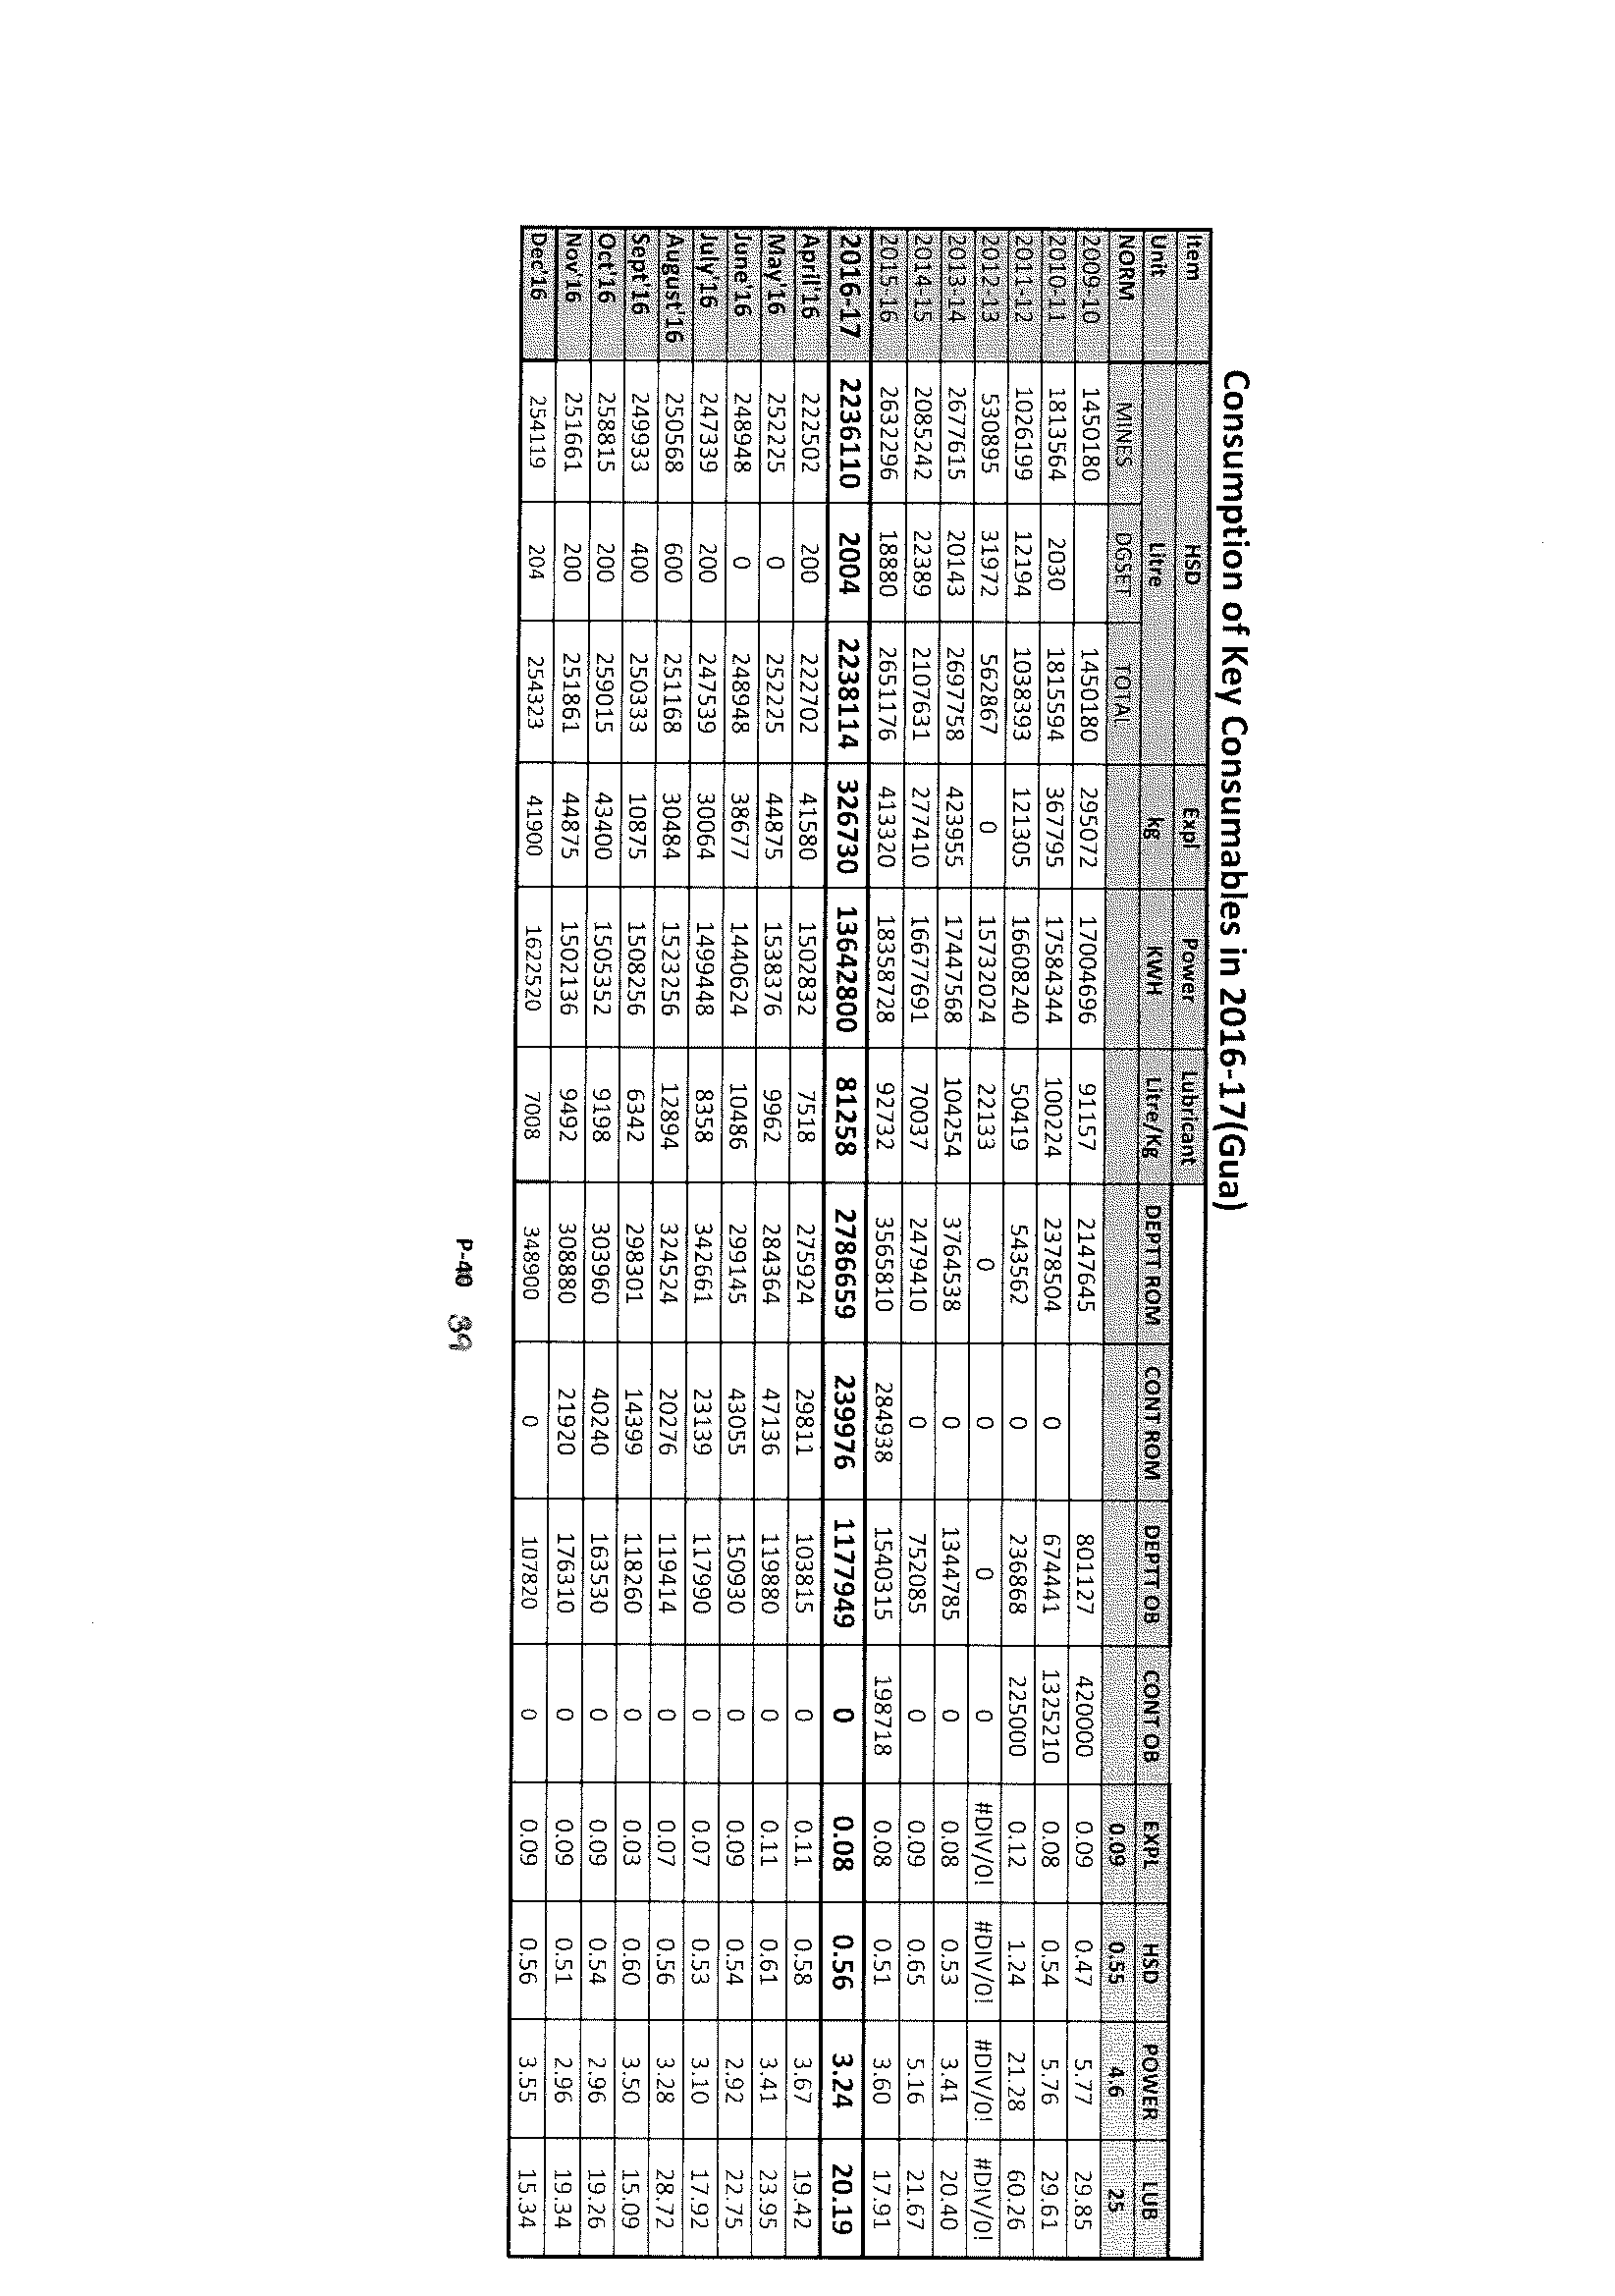 Consumption of Key Consumables in 2016-17(Gua)
Item HSD Expl Power Lubricant
Unit Litre kg KWH Litre/Kg DEPTT ROM CONT ROM DEPTT OB CONT OB EXPL HSD POWER LUB
NORM MINES DGSET TOTAL 0.09 0.55 4.6 25
2009-10 1450180 1450180 295072 17004696 91157 2147645 801127 420000 0.09 0.47 5.77 29.85
2010-11 1813564 2030 1815594 367795 17584344 100224 2378504 0 674441 1325210 0.08 0.54 5.76 29.61
2011-12 1026199 12194 1038393 121305 16608240 50419 543562 0 236868 225000 0.12 1.24 21.28 60.26
2012-13 530895 31972 562867 0 15732024 22133 0 0 0 0 #DIV/0! #DIV/0! #DIV/0! #DIV/0!
2013-14 2677615 20143 2697758 423955 17447568 104254 3764538 0 1344785 0 0.08 0.53 3.41 20.40
2014-15 2085242 22389 2107631 277410 16677691 70037 2479410 0 752085 0 0.09 0.65 5.16 21.67
2015-16 2632296 18880 2651176 413320 18358728 92732 3565810 284938 1540315 198718 0.08 0.51 3.60 17.91
2016-17 2236110 2004 2238114 326730 13642800 81258 2786659 239976 1177949 0 0.08 0.56 3.24 20.19
April'16 222502 200 222702 41580 1502832 7518 275924 29811 103815 0 0.11 0.58 3.67 19.42
May'16 252225 0 252225 44875 1538376 9962 284364 47136 119880 0 0.11 0.61 3.41 23.95
June'16 248948 0 248948 38677 1440624 10486 299145 43055 150930 0 0.09 0.54 2.92 22.75
July'16 247339 200 247539 30064 1499448 8358 342661 23139 117990 0 0.07 0.53 3.10 17.92
August'16 250568 600 251168 30484 1523256 12894 324524 20276 119414 0 0.07 0.56 3.28 28.72
Sept'16 249933 400 250333 10875 1508256 6342 298301 14399 118260 0 0.03 0.60 3.50 15.09
Oct'16 258815 200 259015 43400 1505352 9198 303960 40240 163530 0 0.09 0.54 2.96 19.26
Nov'16 251661 200 251861 44875 1502136 9492 308880 21920 176310 0 0.09 0.51 2.96 19.34
Dec'16 254119 204 254323 41900 1622520 7008 348900 0 107820 0 0.09 0.56 3.55 15.34
P-40 39